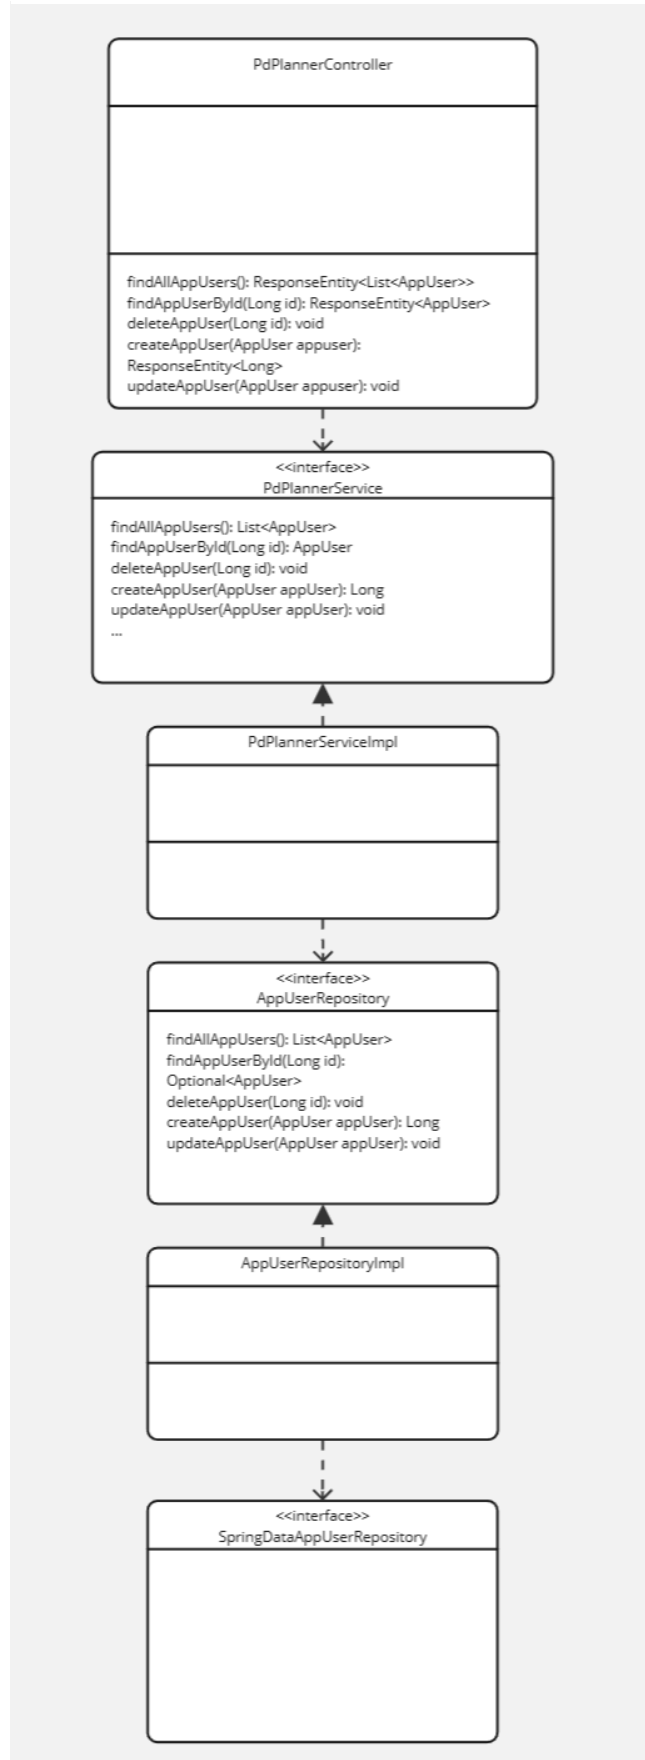 PdPlannerController
findAllAppUsers(): ResponseEntity<List<AppUser>>
findAppUserById(Long id): ResponseEntity<AppUser>
deleteAppUser(Long id): void
createAppUser(AppUser appuser):
ResponseEntity<Long>
updateAppUser(AppUser appuser): void
<<interface>>
PdPlannerService
findAllAppUsers(): List<AppUser>
findAppUserById(Long id): AppUser
deleteAppUser(Long id): void
createAppUser(AppUser appUser): Long
updateAppUser(AppUser appUser): void
...
PdPlannerServiceImpl
<<interface>>
AppUserRepository
findAllAppUsers(): List<AppUser>
findAppUserById(Long id):
Optional<AppUser>
deleteAppUser(Long id): void
createAppUser(AppUser appUser): Long
updateAppUser(AppUser appUser): void
AppUserRepositoryImpl
<<interface>>
SpringDataAppUserRepository